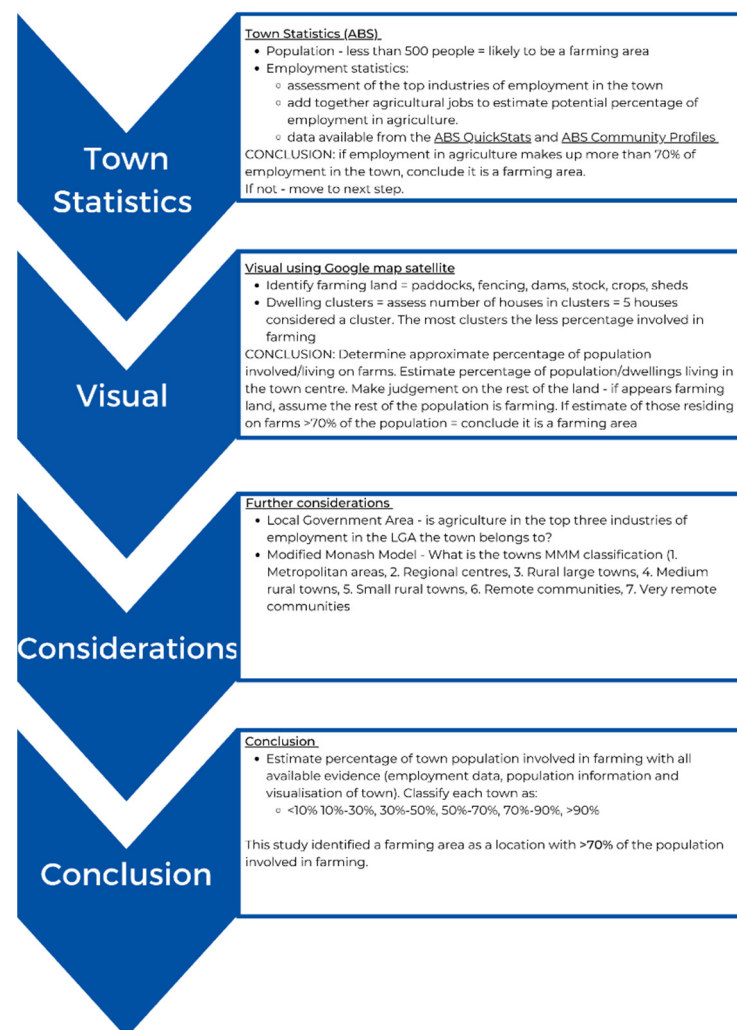 Town
Statistics
Town Statistics (ABS)
• Population - less than 500 people = likely to be a farming area
• Employment statistics:
◦ assessment of the top industries of employment in the town
◦ add together agricultural jobs to estimate potential percentage of
employment in agriculture.
◦ data available from the ABS QuickStats and ABS Community Profiles
CONCLUSION: if employment in agriculture makes up more than 70% of
employment in the town, conclude it is a farming area.
If not - move to next step.
Visual
Visual using Google map satellite
• Identify farming land = paddocks, fencing, dams, stock, crops, sheds
• Dwelling clusters = assess number of houses in clusters = 5 houses
considered a cluster. The most clusters the less percentage involved in
farming
CONCLUSION: Determine approximate percentage of population
involved/living on farms. Estimate percentage of population/dwellings living in
the town centre. Make judgement on the rest of the land - if appears farming
land, assume the rest of the population is farming. If estimate of those residing
on farms >70% of the population = conclude it is a farming area
Considerations
Further considerations
• Local Government Area - is agriculture in the top three industries of
employment in the LGA the town belongs to?
• Modified Monash Model - What is the towns MMM classification (1.
Metropolitan areas, 2. Regional centres, 3. Rural large towns, 4. Medium
rural towns, 5. Small rural towns, 6. Remote communities, 7. Very remote
communities
Conclusion
Conclusion
• Estimate percentage of town population involved in farming with all
available evidence (employment data, population information and
visualisation of town). Classify each town as:
◦ <10% 10%-30%, 30%-50%, 50%-70%, 70%-90%, >90%
This study identified a farming area as a location with >70% of the population
involved in farming.